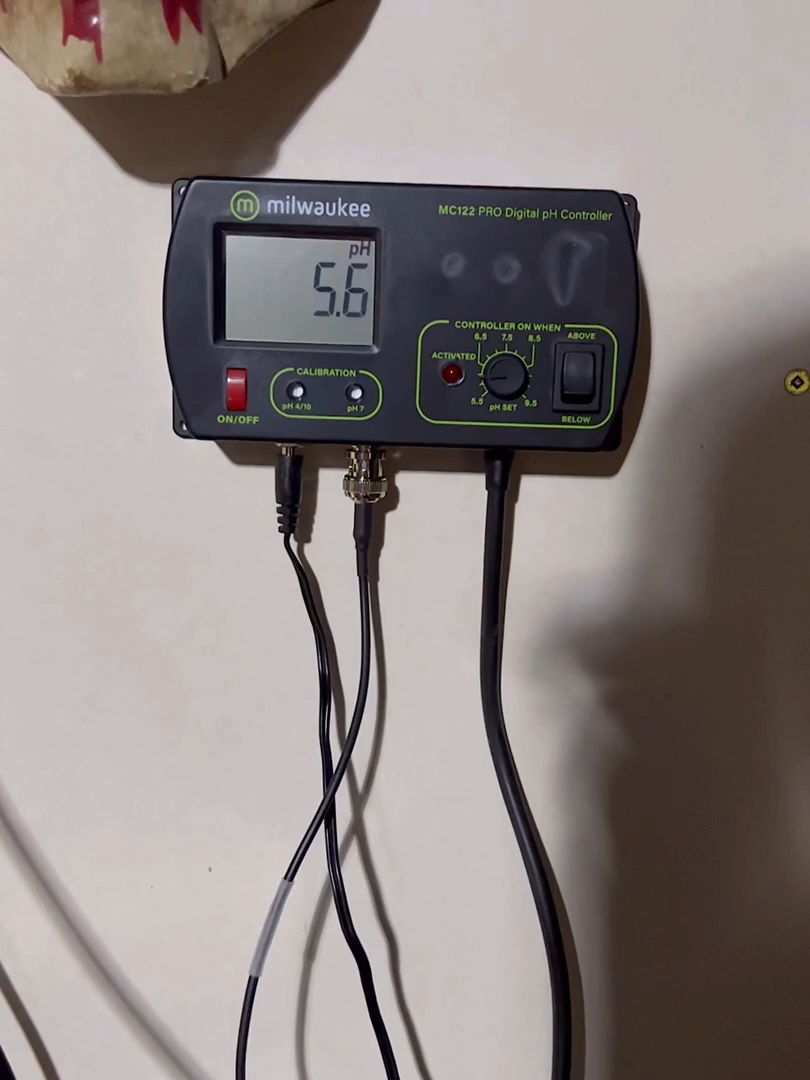 m milwaukee
MC122 PRO Digital pH Controller
pH
5.6
CONTROLLER ON WHEN
6.5 7.5 8.5
ABOVE
ACTIVATED
CALIBRATION
pH 4/10
pH 7
5.5 pH SET 9.5
ON/OFF
BELOW